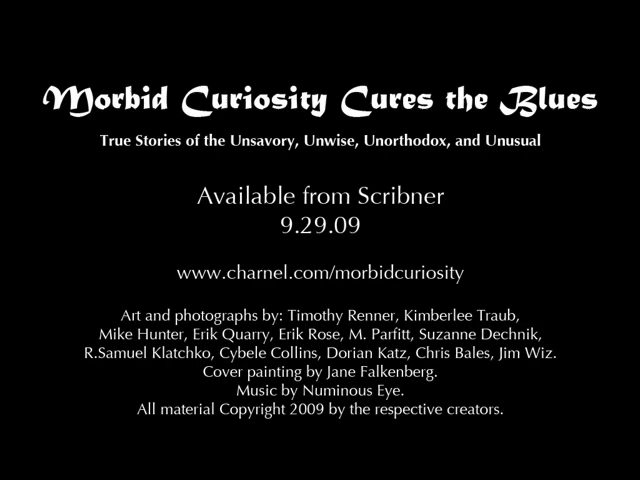 Morbid Curiosity Cures the Blues
True Stories of the Unsavory, Unwise, Unorthodox, and Unusual
Available from Scribner
9.29.09
www.charnel.com/morbidcuriosity
Art and photographs by: Timothy Renner, Kimberlee Traub,
Mike Hunter, Erik Quarry, Erik Rose, M. Parfitt, Suzanne Dechnik,
R.Samuel Klatchko, Cybele Collins, Dorian Katz, Chris Bales, Jim Wiz.
Cover painting by Jane Falkenberg.
Music by Numinous Eye.
All material Copyright 2009 by the respective creators.